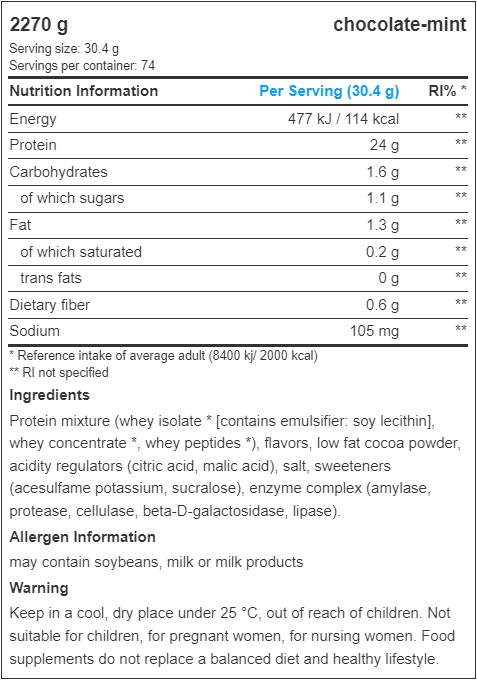 2270 g chocolate-mint
Serving size: 30.4 g
Servings per container: 74
Nutrition Information Per Serving (30.4 g) RI% *
Energy 477 kJ / 114 kcal **
Protein 24 g **
Carbohydrates 1.6 g **
of which sugars 1.1 g **
Fat 1.3 g **
of which saturated 0.2 g **
trans fats 0 g **
Dietary fiber 0.6 g **
Sodium 105 mg **
* Reference intake of average adult (8400 kj/ 2000 kcal)
** RI not specified
Ingredients
Protein mixture (whey isolate * [contains emulsifier: soy lecithin],
whey concentrate *, whey peptides *), flavors, low fat cocoa powder,
acidity regulators (citric acid, malic acid), salt, sweeteners
(acesulfame potassium, sucralose), enzyme complex (amylase,
protease, cellulase, beta-D-galactosidase, lipase).
Allergen Information
may contain soybeans, milk or milk products
Warning
Keep in a cool, dry place under 25 °C, out of reach of children. Not
suitable for children, for pregnant women, for nursing women. Food
supplements do not replace a balanced diet and healthy lifestyle.